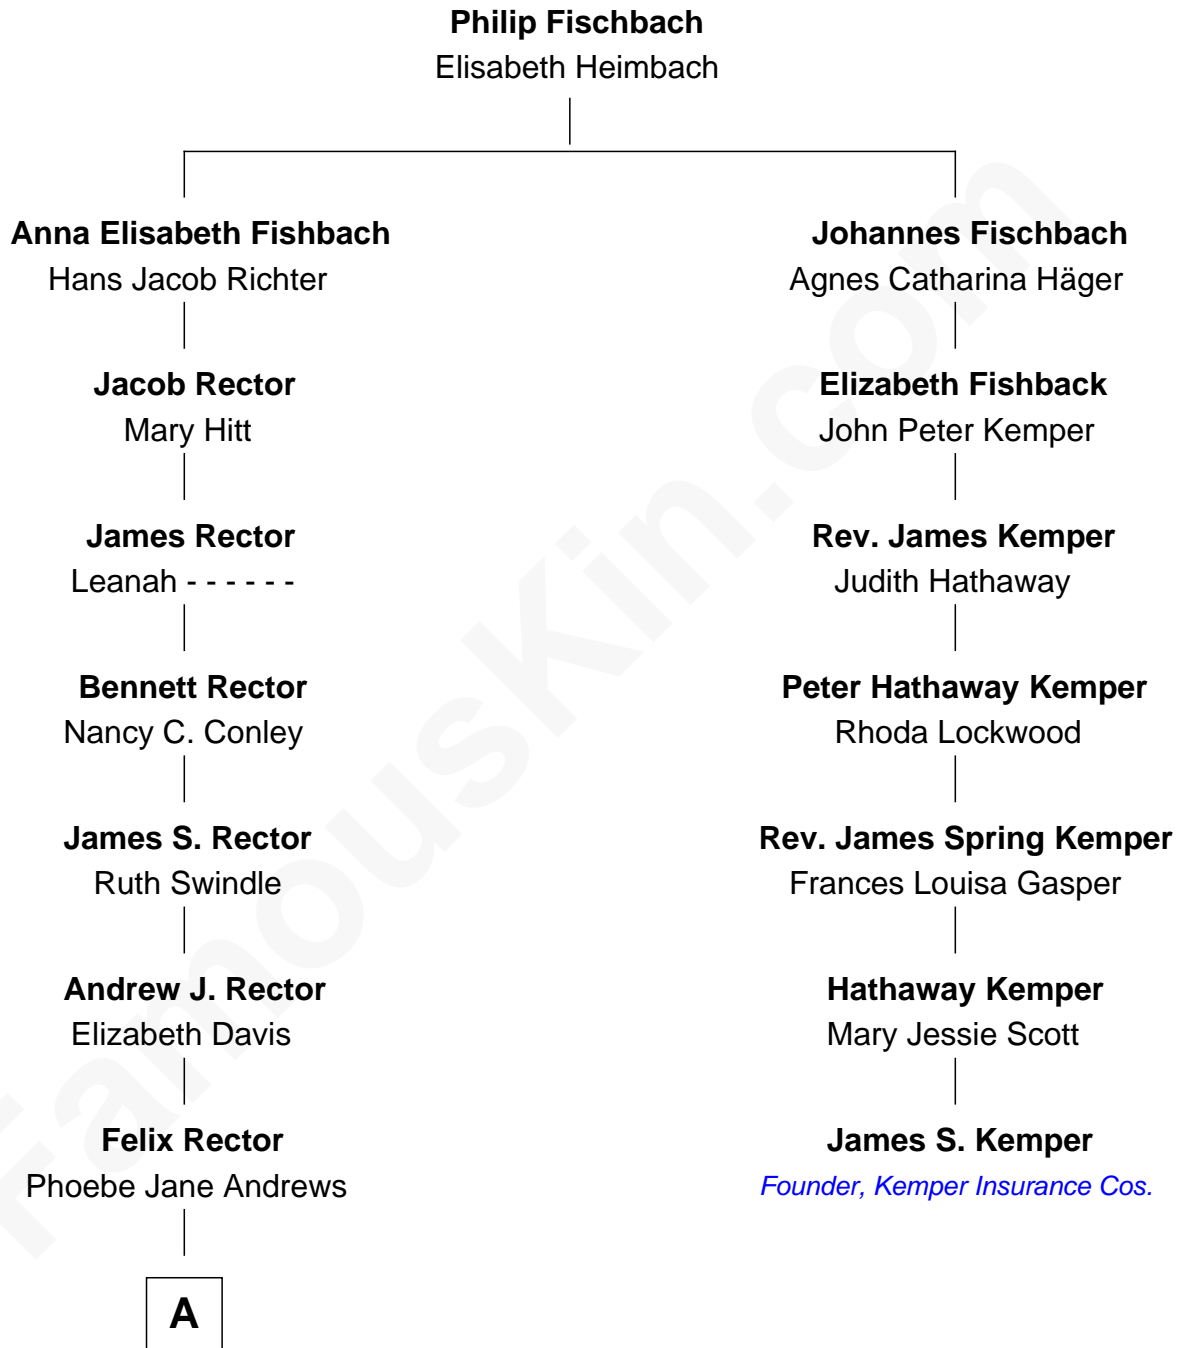 Philip Fischbach
Elisabeth Heimbach
Anna Elisabeth Fishbach
Hans Jacob Richter
Johannes Fischbach
Agnes Catharina Häger
Jacob Rector
Mary Hitt
Elizabeth Fishback
John Peter Kemper
James Rector
Leanah - - - - - -
Rev. James Kemper
Judith Hathaway
Bennett Rector
Nancy C. Conley
Peter Hathaway Kemper
Rhoda Lockwood
James S. Rector
Ruth Swindle
Rev. James Spring Kemper
Frances Louisa Gasper
Andrew J. Rector
Elizabeth Davis
Hathaway Kemper
Mary Jessie Scott
Felix Rector
Phoebe Jane Andrews
James S. Kemper
Founder, Kemper Insurance Cos.
A
FamousKin.com